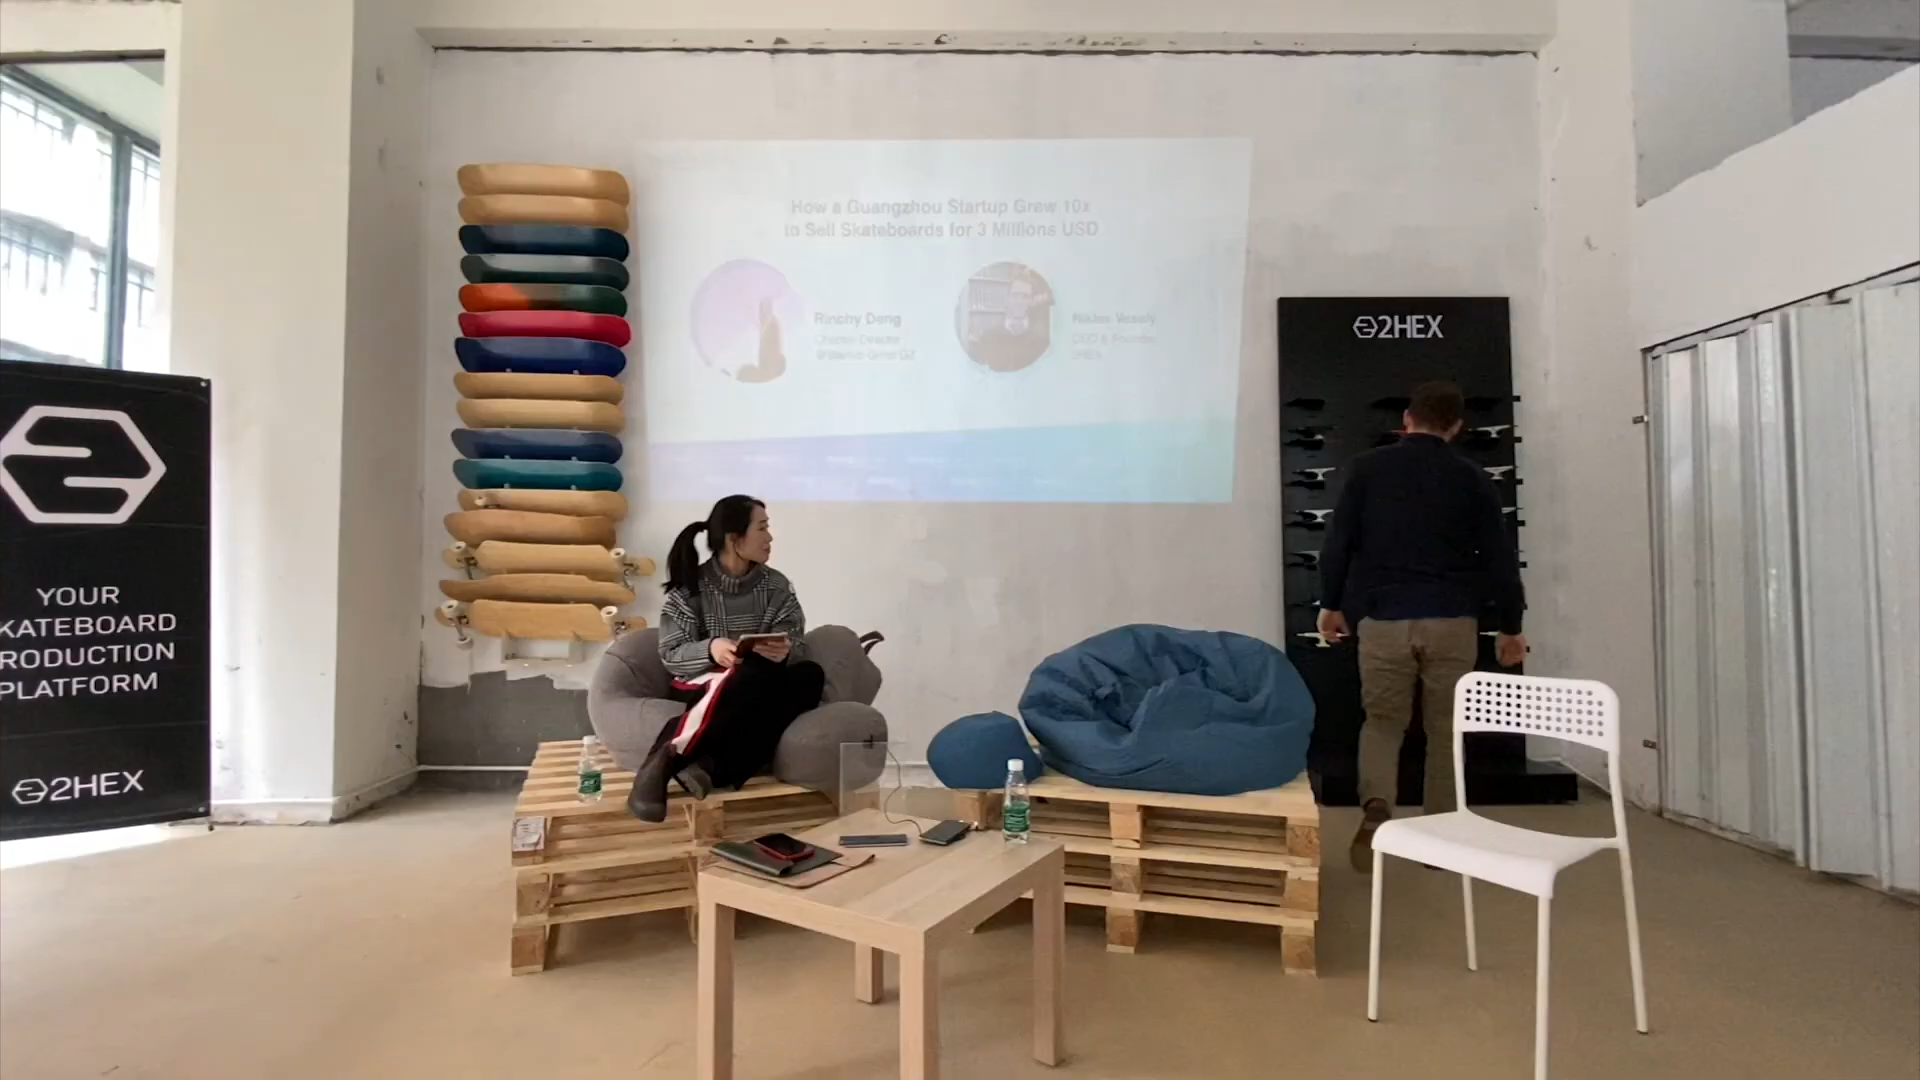 How a Guangzhou Startup Grew 10x
to Sell Skateboards for 3 Millions USD
Rinchy Deng
2HEX
YOUR
KATEBOARD
RODUCTION
PLATFORM
2HEX